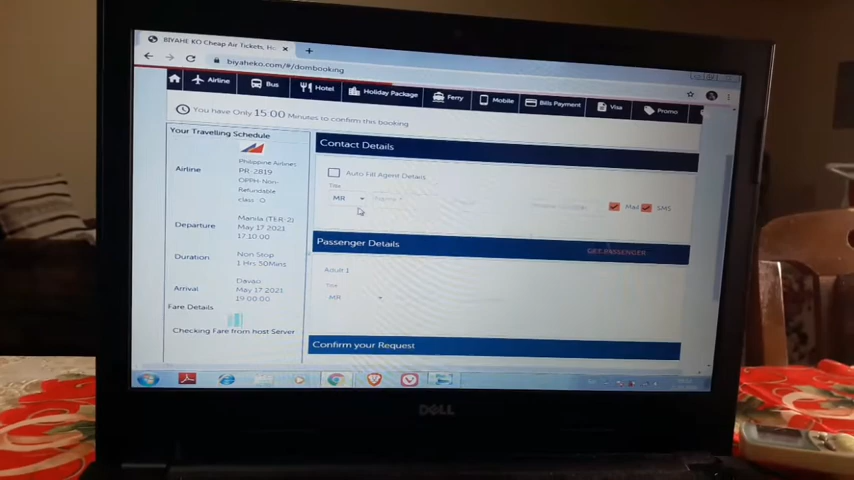 BIYAHE KO Cheap Air Tickets, Ho
biyaheko.com/#/dombooking
Airline
Bus
Hotel
Holiday Package
Ferry
Mobile
Bills Payment
Visa
Promo
You have Only 15:00 Minutes to confirm this booking
Your Travelling Schedule
Airline
Philippine Airlines
PR-2819
Non-
Refundable
class O
Departure
Manila (TER-2)
May 17 2021
17:10:00
Duration
Non Stop
1 Hrs 50Mins
Arrival
Davao
May 17 2021
19:00:00
Fare Details
Checking Fare from host Server
Contact Details
Auto Fill Agent Details
Title
MR
Mail
SMS
Passenger Details
GET PASSENGER
Adult 1
Title
MR
Confirm your Request
DELL